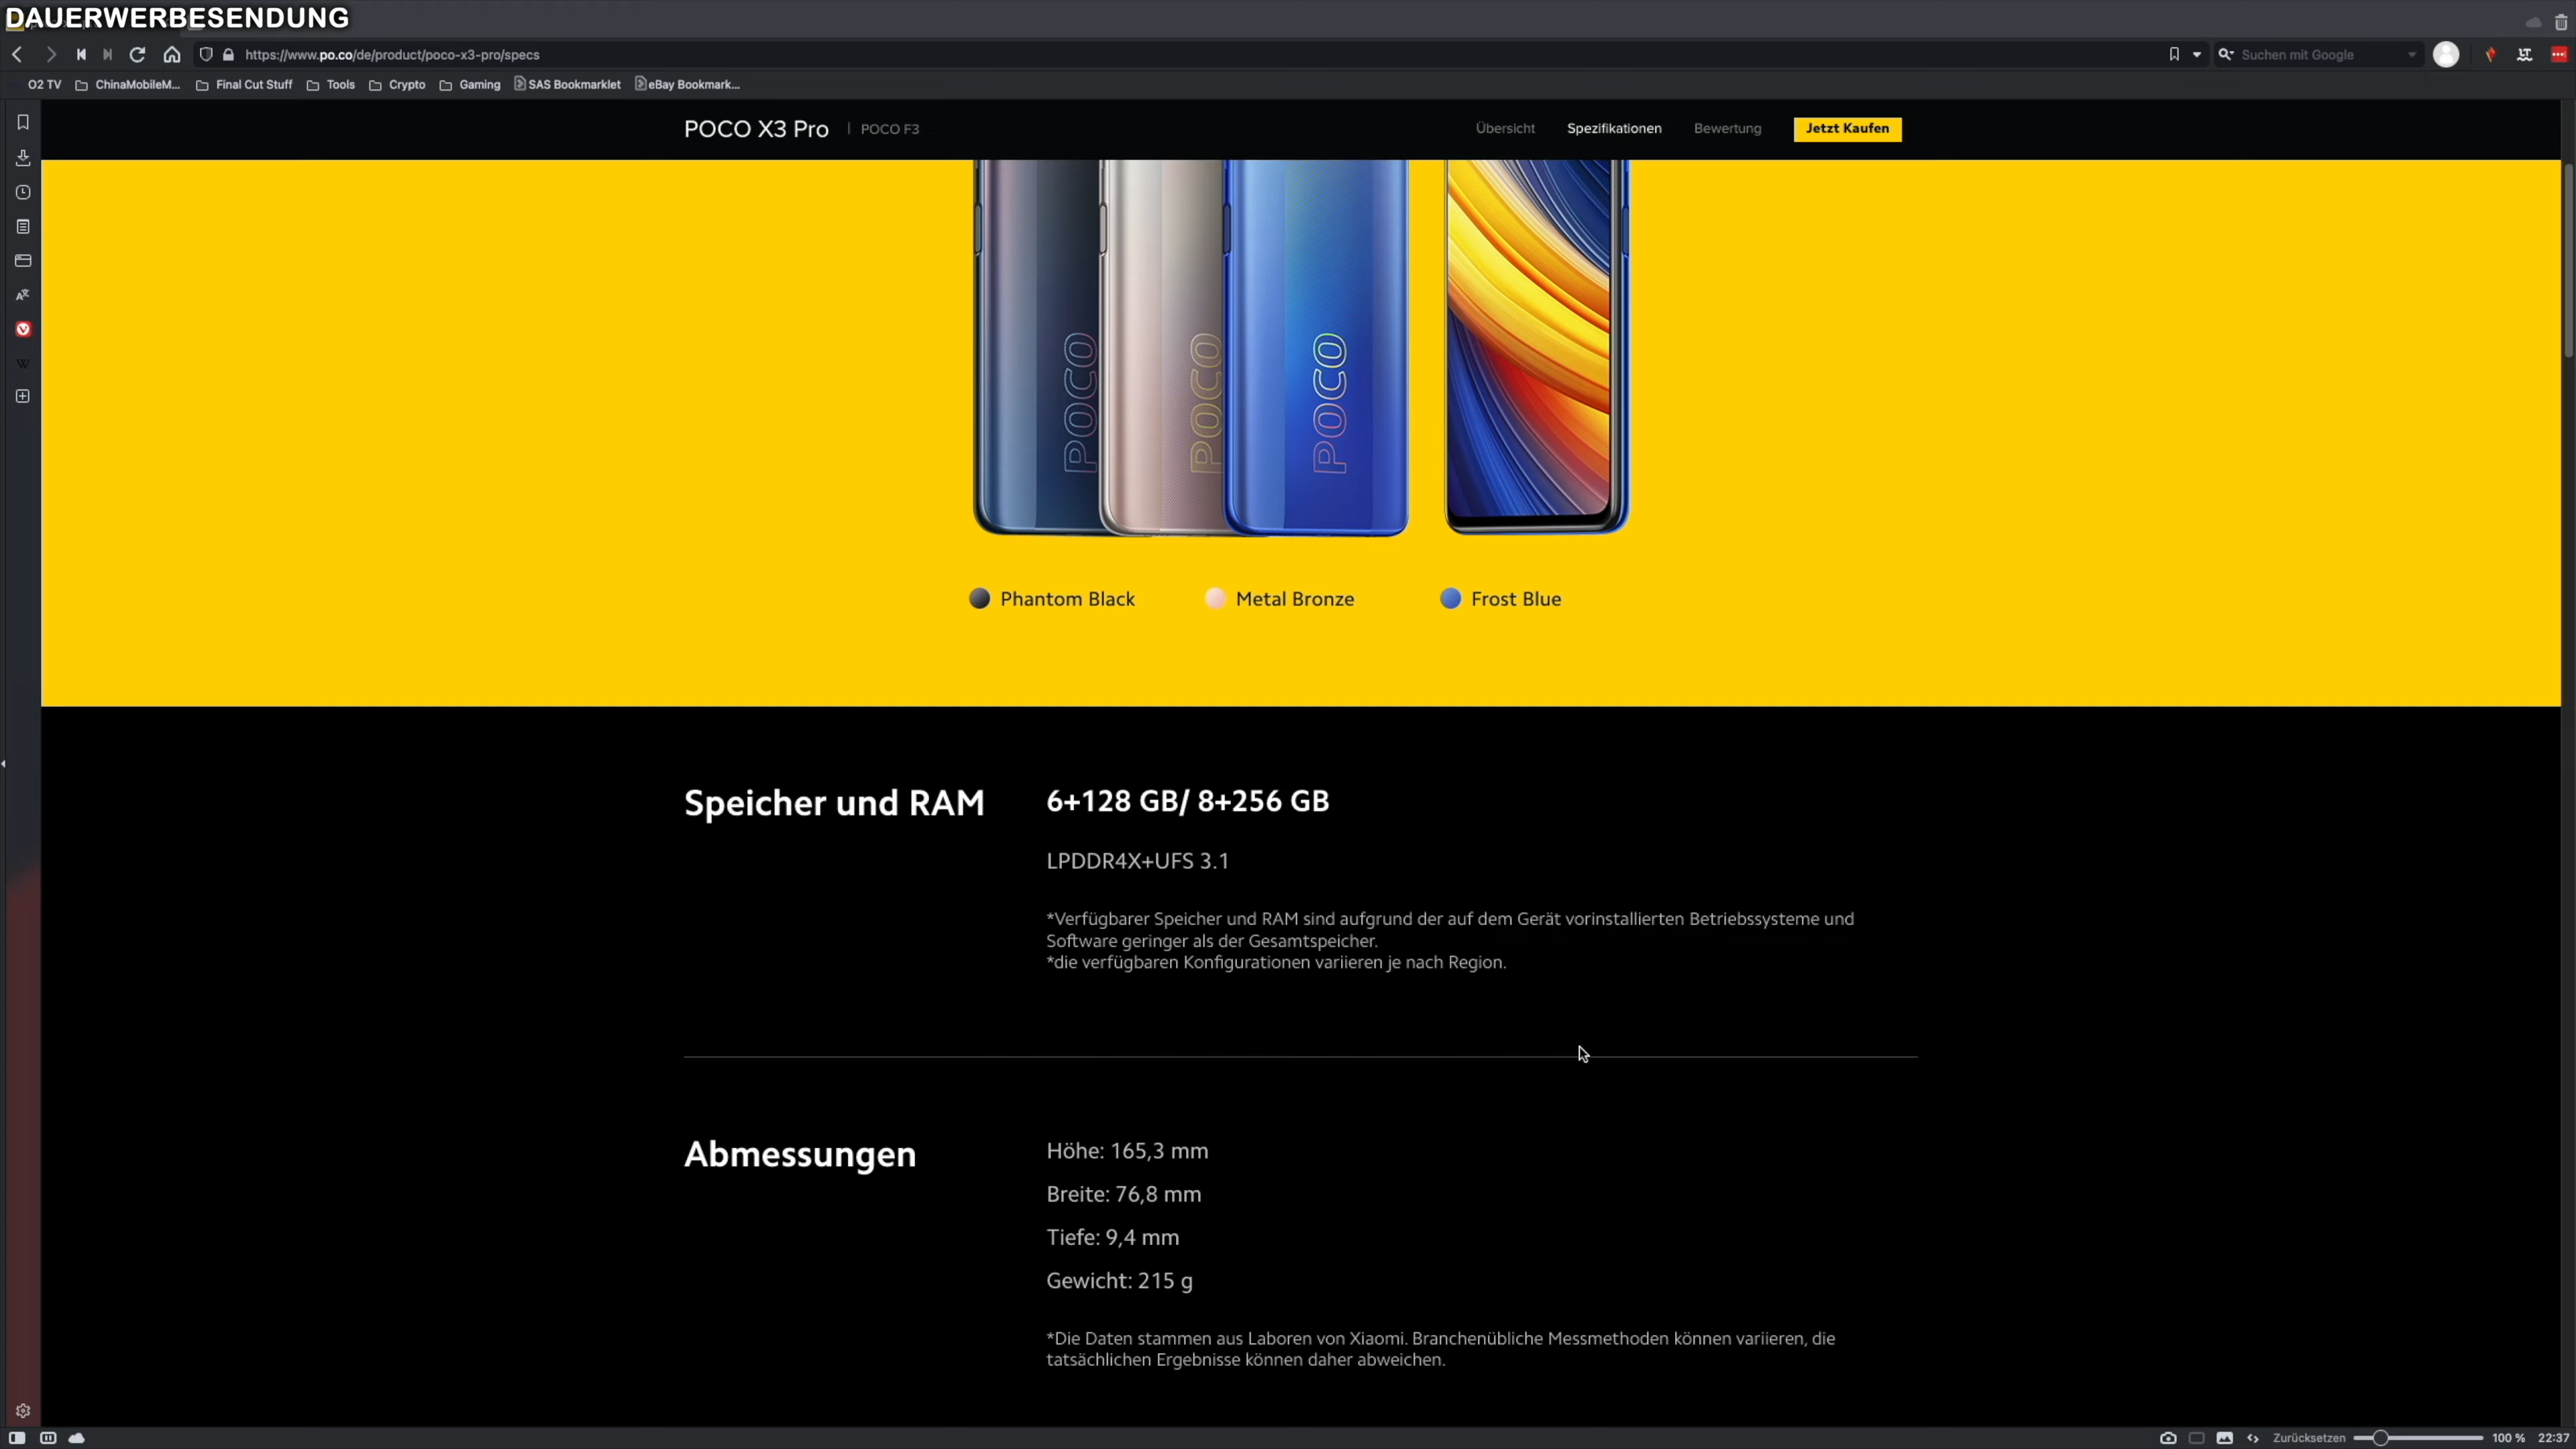 DAUERWERBESENDUNG
https://www.po.co/de/product/poco-x3-pro/specs
Suchen mit Google
O2 TV ChinaMobileM... Final Cut Stuff Tools Crypto Gaming SAS Bookmarklet eBay Bookmark...
POCO X3 Pro | POCO F3 Übersicht Spezifikationen Bewertung Jetzt Kaufen
POCO POCO POCO
Phantom Black Metal Bronze Frost Blue
Speicher und RAM 6+128 GB/ 8+256 GB
LPDDR4X+UFS 3.1
*Verfügbarer Speicher und RAM sind aufgrund der auf dem Gerät vorinstallierten Betriebssysteme und
Software geringer als der Gesamtspeicher.
*die verfügbaren Konfigurationen variieren je nach Region.
Abmessungen Höhe: 165,3 mm
Breite: 76,8 mm
Tiefe: 9,4 mm
Gewicht: 215 g
*Die Daten stammen aus Laboren von Xiaomi. Branchenübliche Messmethoden können variieren, die
tatsächlichen Ergebnisse können daher abweichen.
Zurücksetzen 100 % 22:37